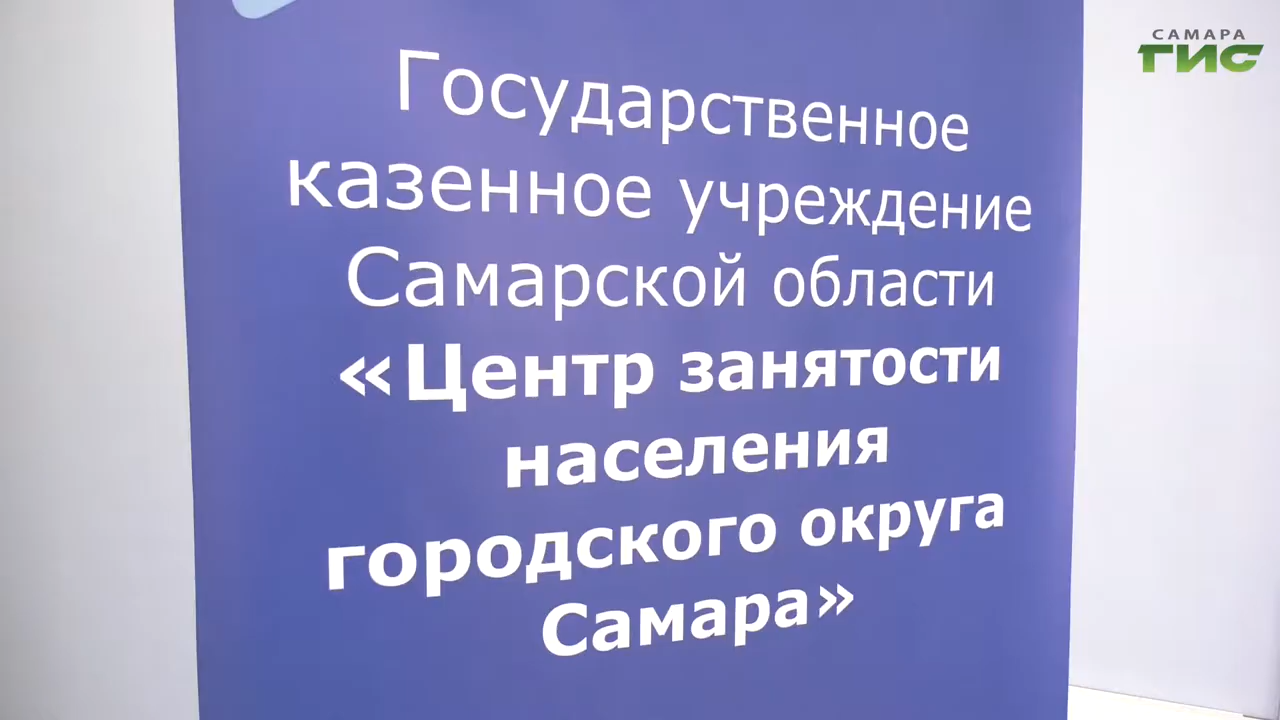 САМАРА
ГИС
Государственное
казенное учреждение
Самарской области
«Центр занятости
населения
городского округа
Самара»